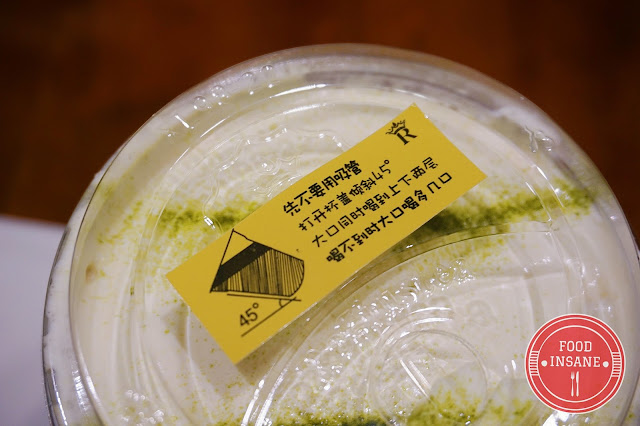 R
先不要用吸管
打开杯盖倾斜45°
大口同时喝到上下两层
喝不到时大口喝多几口
45°
FOOD
INSANE